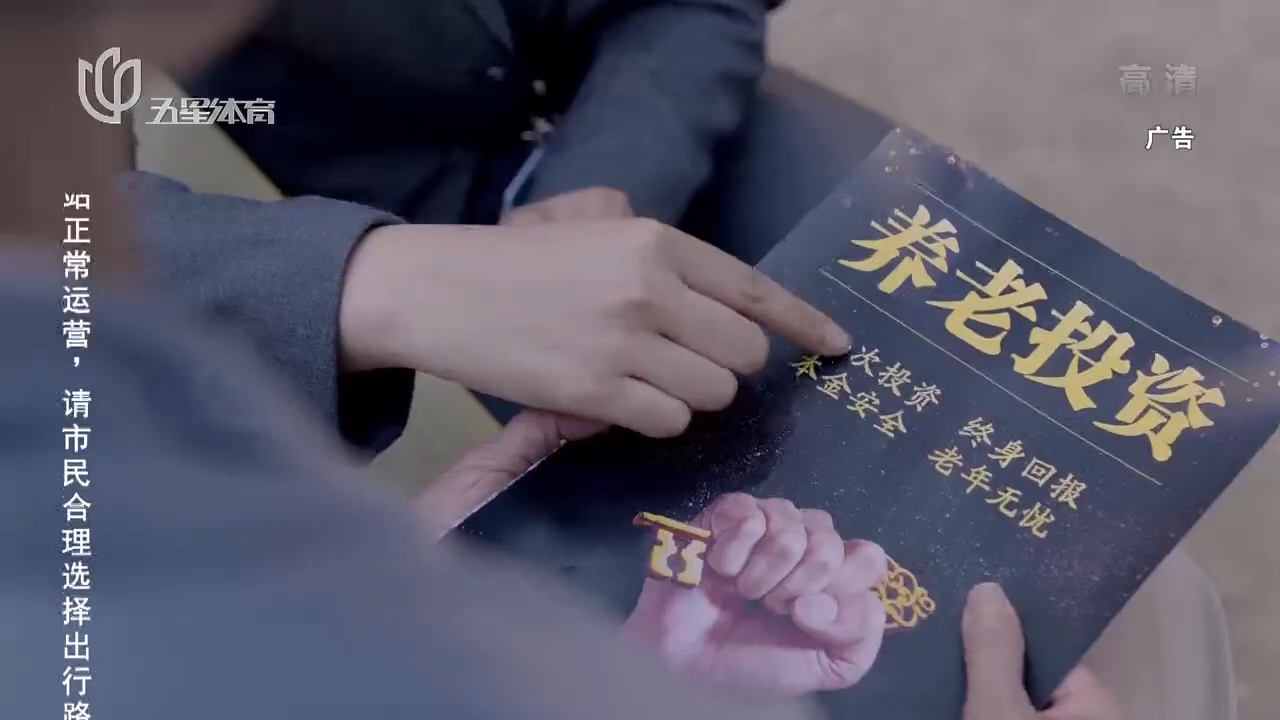 五星体育
高清
广告
站正常运营，请市民合理选择出行路
养老投资
一次投资 终身回报
本金安全 老年无忧